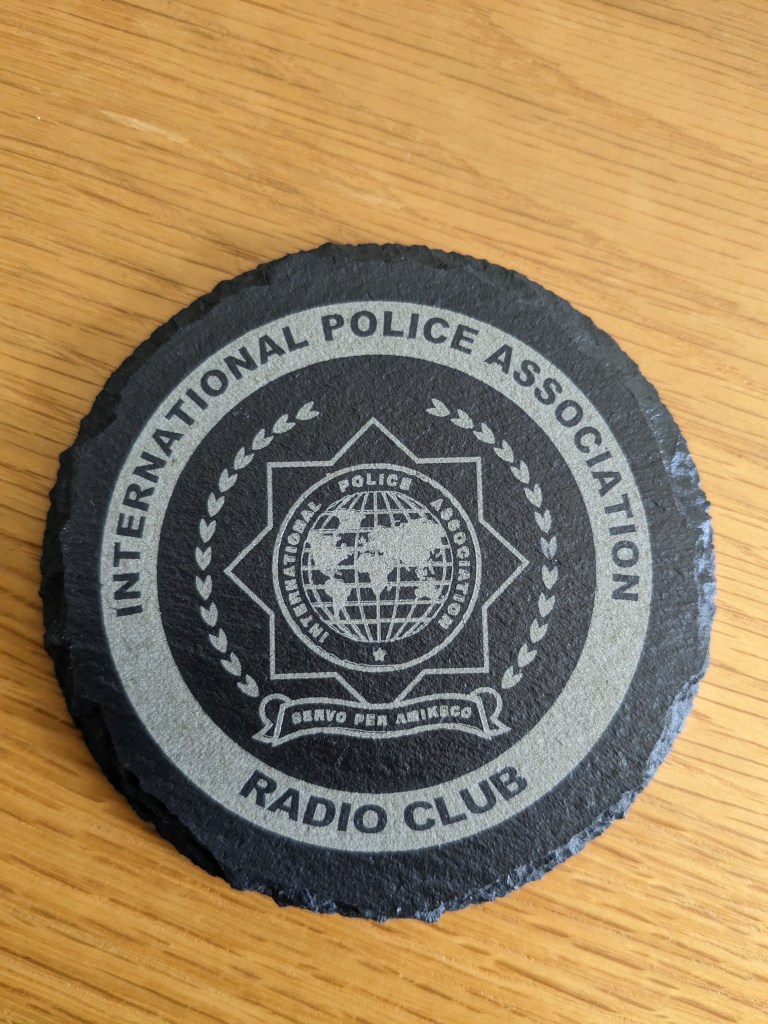 INTERNATIONAL POLICE ASSOCIATION
INTERNATIONAL POLICE ASSOCIATION
SERVO PER AMIKECO
RADIO CLUB